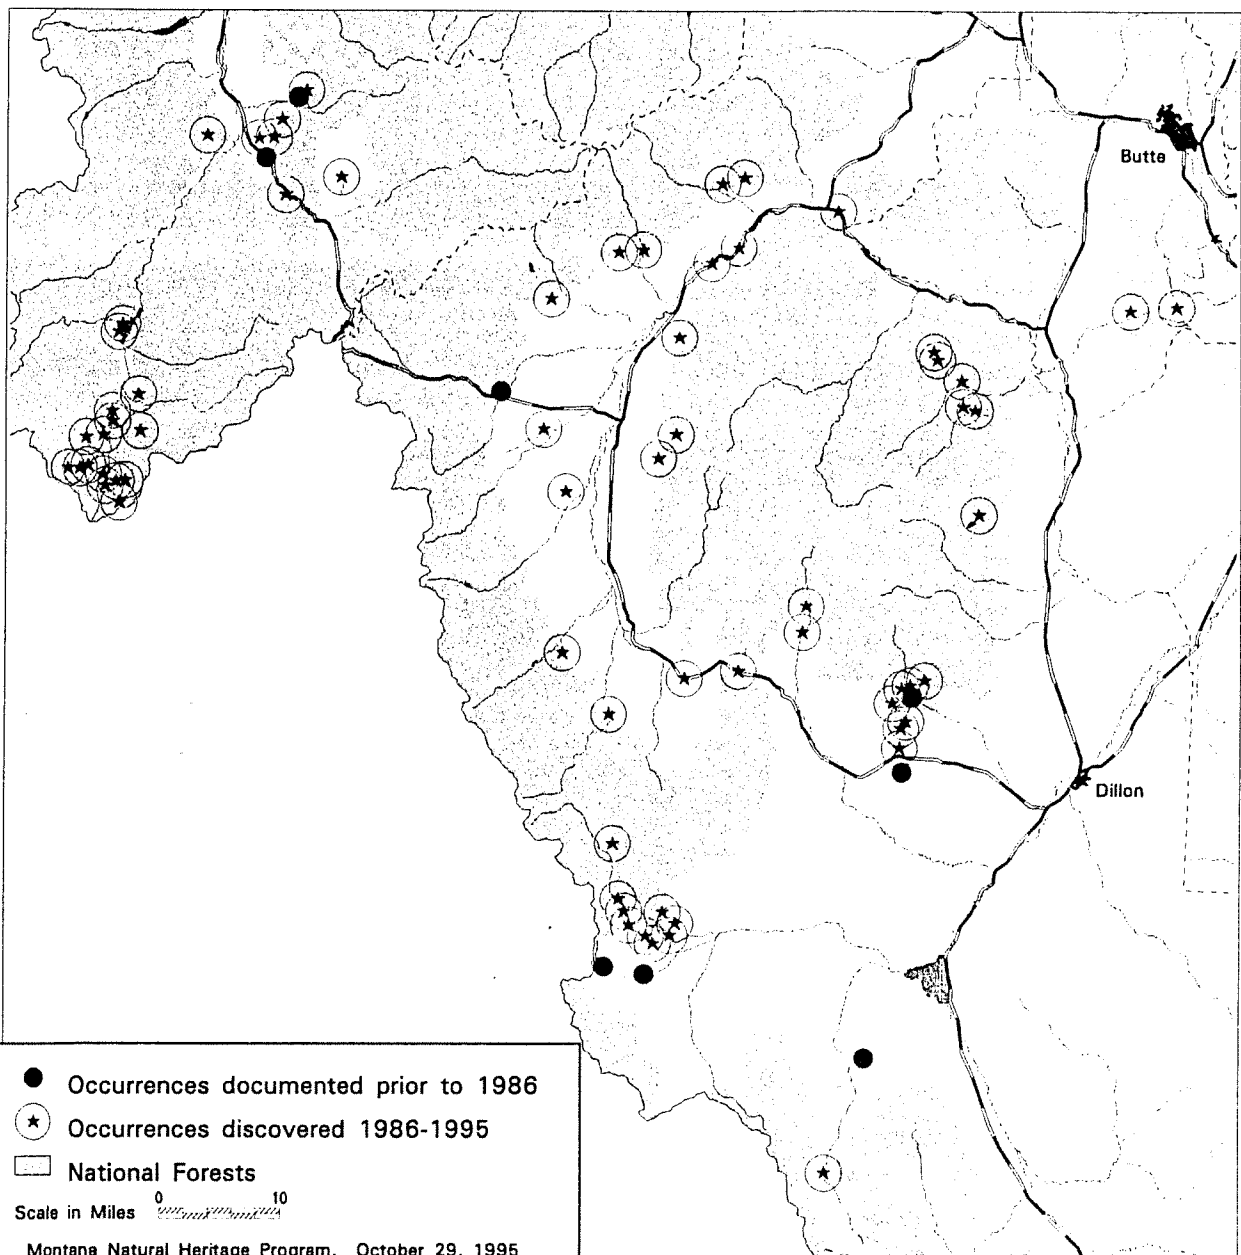 Butte
Dillon
Occurrences documented prior to 1986
Occurrences discovered 1986-1995
National Forests
0 10
Scale in Miles
Montana Natural Heritage Program. October 29, 1995